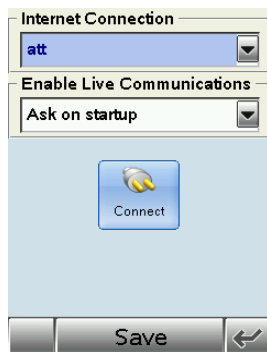 Internet Connection
att
Enable Live Communications
Ask on startup
Connect
Save